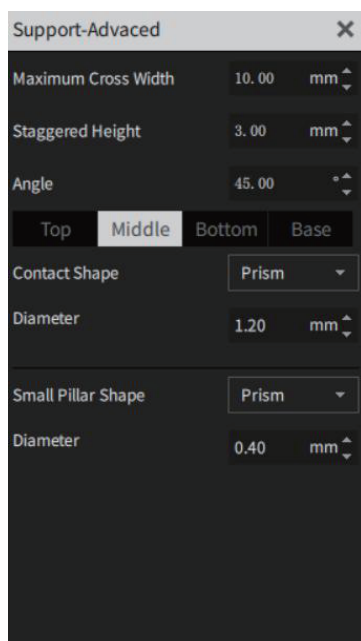 Support-Advaced
Maximum Cross Width 10.00 mm
Staggered Height 3.00 mm
Angle 45.00 °
Top Middle Bottom Base
Contact Shape Prism
Diameter 1.20 mm
Small Pillar Shape Prism
Diameter 0.40 mm